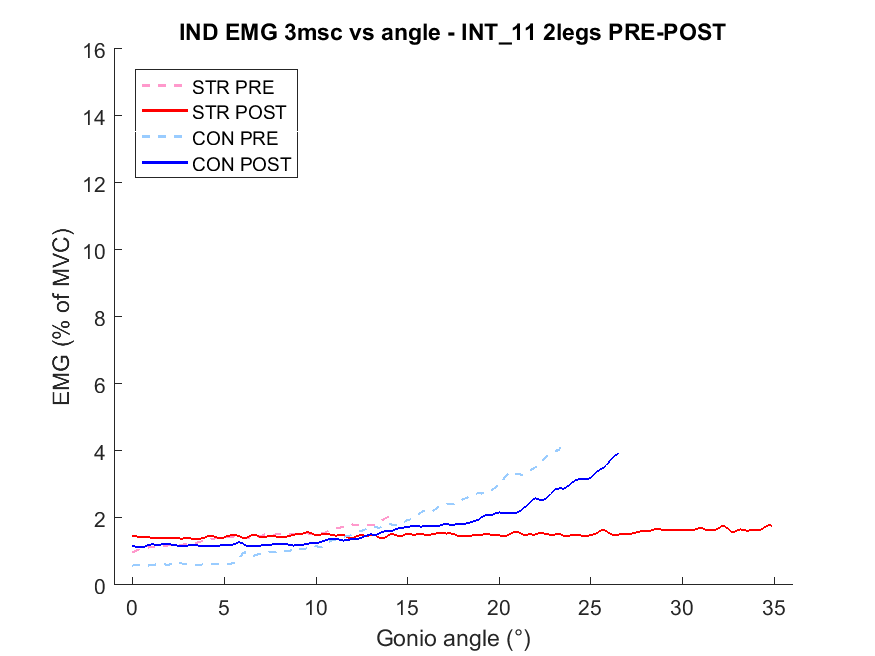 IND EMG 3msc vs angle - INT_11 2legs PRE-POST
16
14
12
10
8
6
4
2
0
EMG (% of MVC)
STR PRE
STR POST
CON PRE
CON POST
0 5 10 15 20 25 30 35
Gonio angle (°)